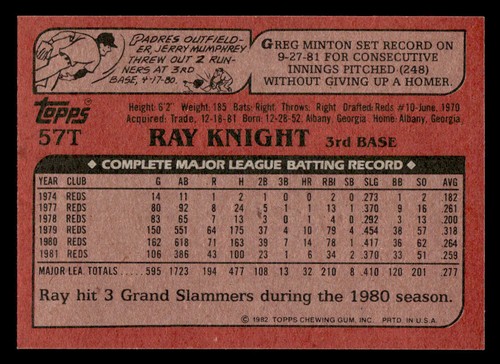 PADRES OUTFIELD-
ER, JERRY MUMPHREY
THREW OUT 2 RUN-
NERS AT 3RD
BASE, 4-17-80.
GREG MINTON SET RECORD ON
9-27-81 FOR CONSECUTIVE
INNINGS PITCHED (248)
WITHOUT GIVING UP A HOMER.
TOPPS
57T
Height: 6'2" Weight: 185 Bats: Right Throws: Right Drafted: Reds #10-June, 1970
Acquired: Trade, 12-18-81 Born: 12-28-52, Albany, Georgia Home: Albany, Georgia
RAY KNIGHT 3rd BASE
COMPLETE MAJOR LEAGUE BATTING RECORD
YEAR CLUB G AB R H 2B 3B HR RBI SB SLG BB SO AVG
1974 REDS 14 11 1 2 1 0 0 2 0 .273 1 2 .182
1977 REDS 80 92 8 24 5 1 1 13 1 .370 9 16 .261
1978 REDS 83 65 7 13 3 0 1 4 0 .292 3 13 .200
1979 REDS 150 551 64 175 37 4 10 79 4 .454 38 57 .318
1980 REDS 162 618 71 163 39 7 14 78 1 .417 36 62 .264
1981 REDS 106 386 43 100 23 1 6 34 2 .370 33 51 .259
MAJOR LEA. TOTALS 595 1723 194 477 108 13 32 210 8 .410 120 201 .277
Ray hit 3 Grand Slammers during the 1980 season.
© 1982 TOPPS CHEWING GUM, INC. PRTD. IN U.S.A.